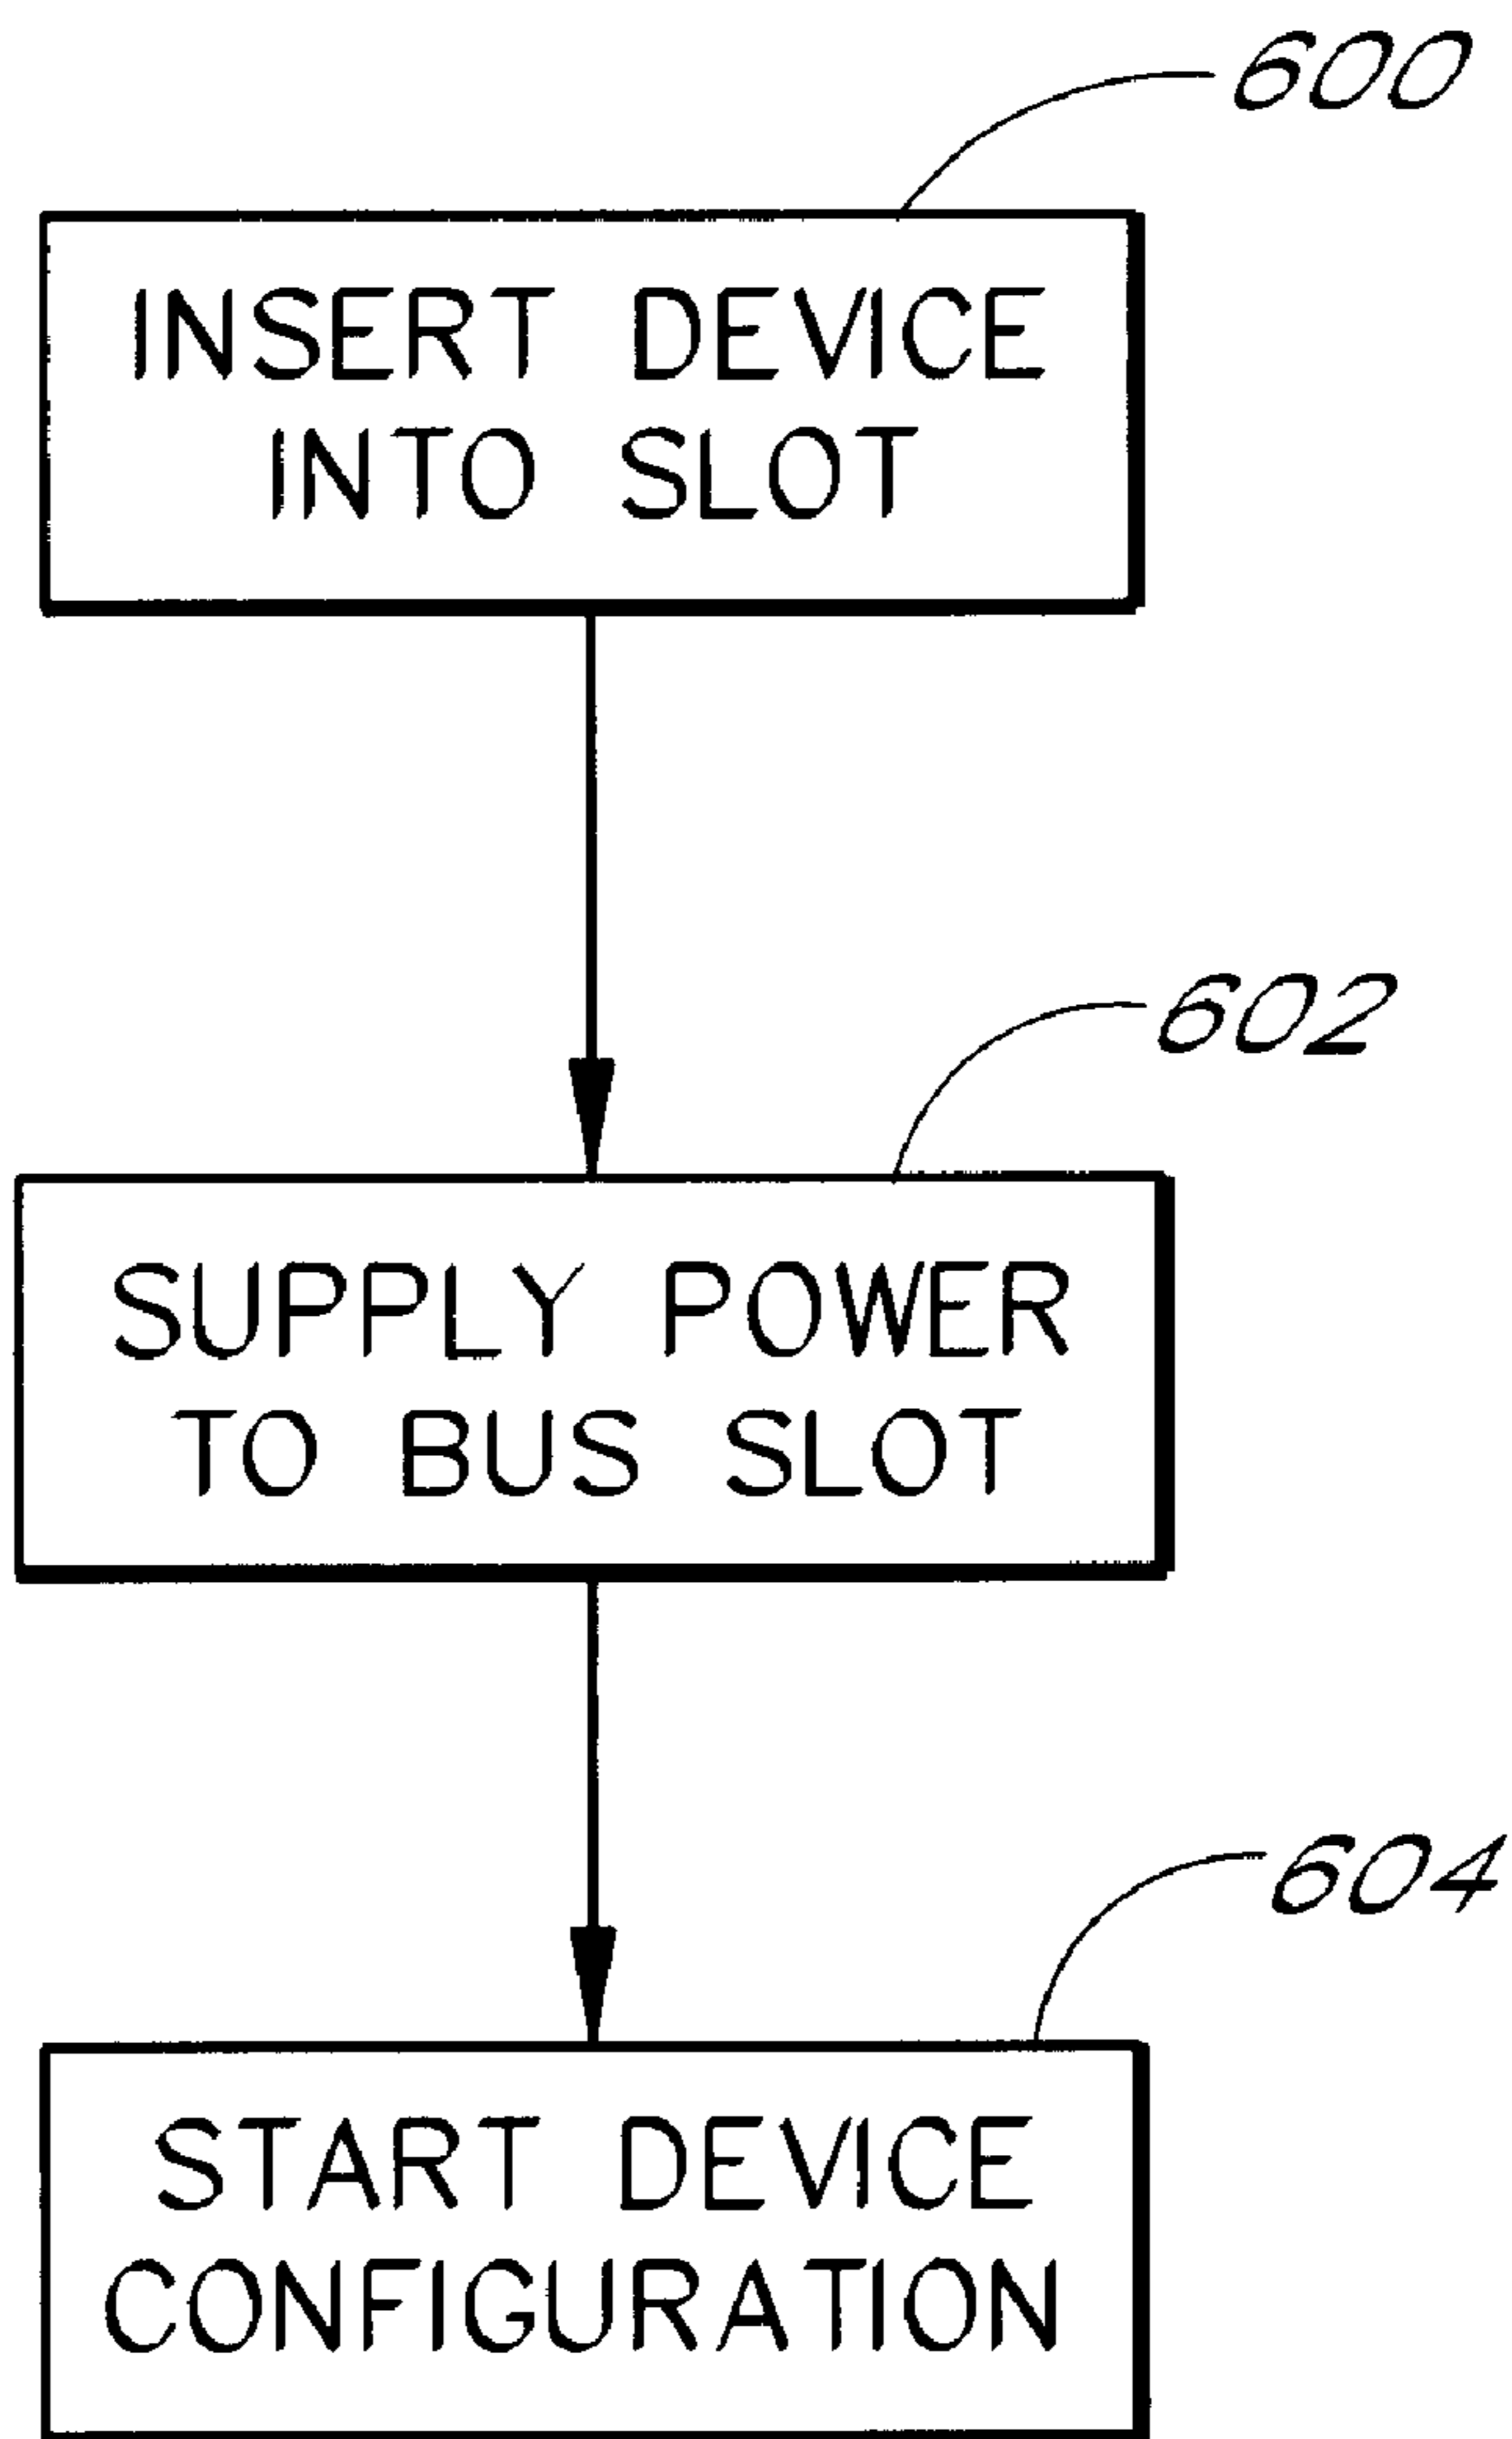 600
INSERT DEVICE
INTO SLOT
602
SUPPLY POWER
TO BUS SLOT
604
START DEVICE
CONFIGURATION